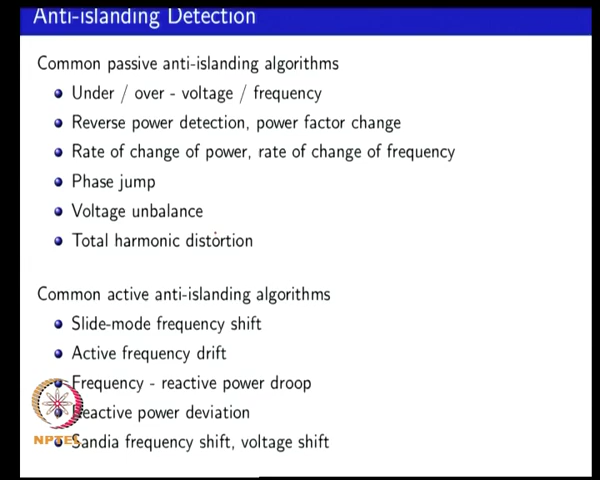 Anti-islanding Detection
Common passive anti-islanding algorithms
Under / over - voltage / frequency
Reverse power detection, power factor change
Rate of change of power, rate of change of frequency
Phase jump
Voltage unbalance
Total harmonic distortion
Common active anti-islanding algorithms
Slide-mode frequency shift
Active frequency drift
Frequency - reactive power droop
Reactive power deviation
Sandia frequency shift, voltage shift
NPTEL